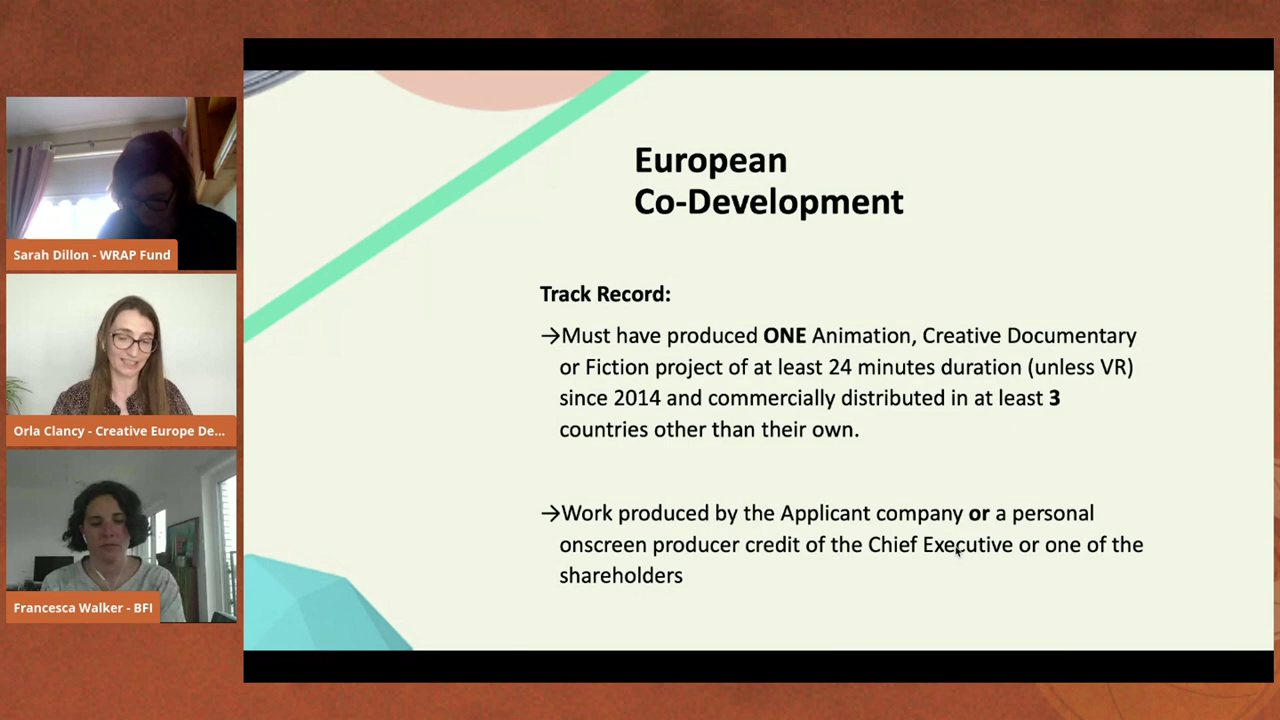 Sarah Dillon - WRAP Fund
Orla Clancy - Creative Europe De...
Francesca Walker - BFI
European
Co-Development
Track Record:
→Must have produced ONE Animation, Creative Documentary
or Fiction project of at least 24 minutes duration (unless VR)
since 2014 and commercially distributed in at least 3
countries other than their own.
→Work produced by the Applicant company or a personal
onscreen producer credit of the Chief Executive or one of the
shareholders